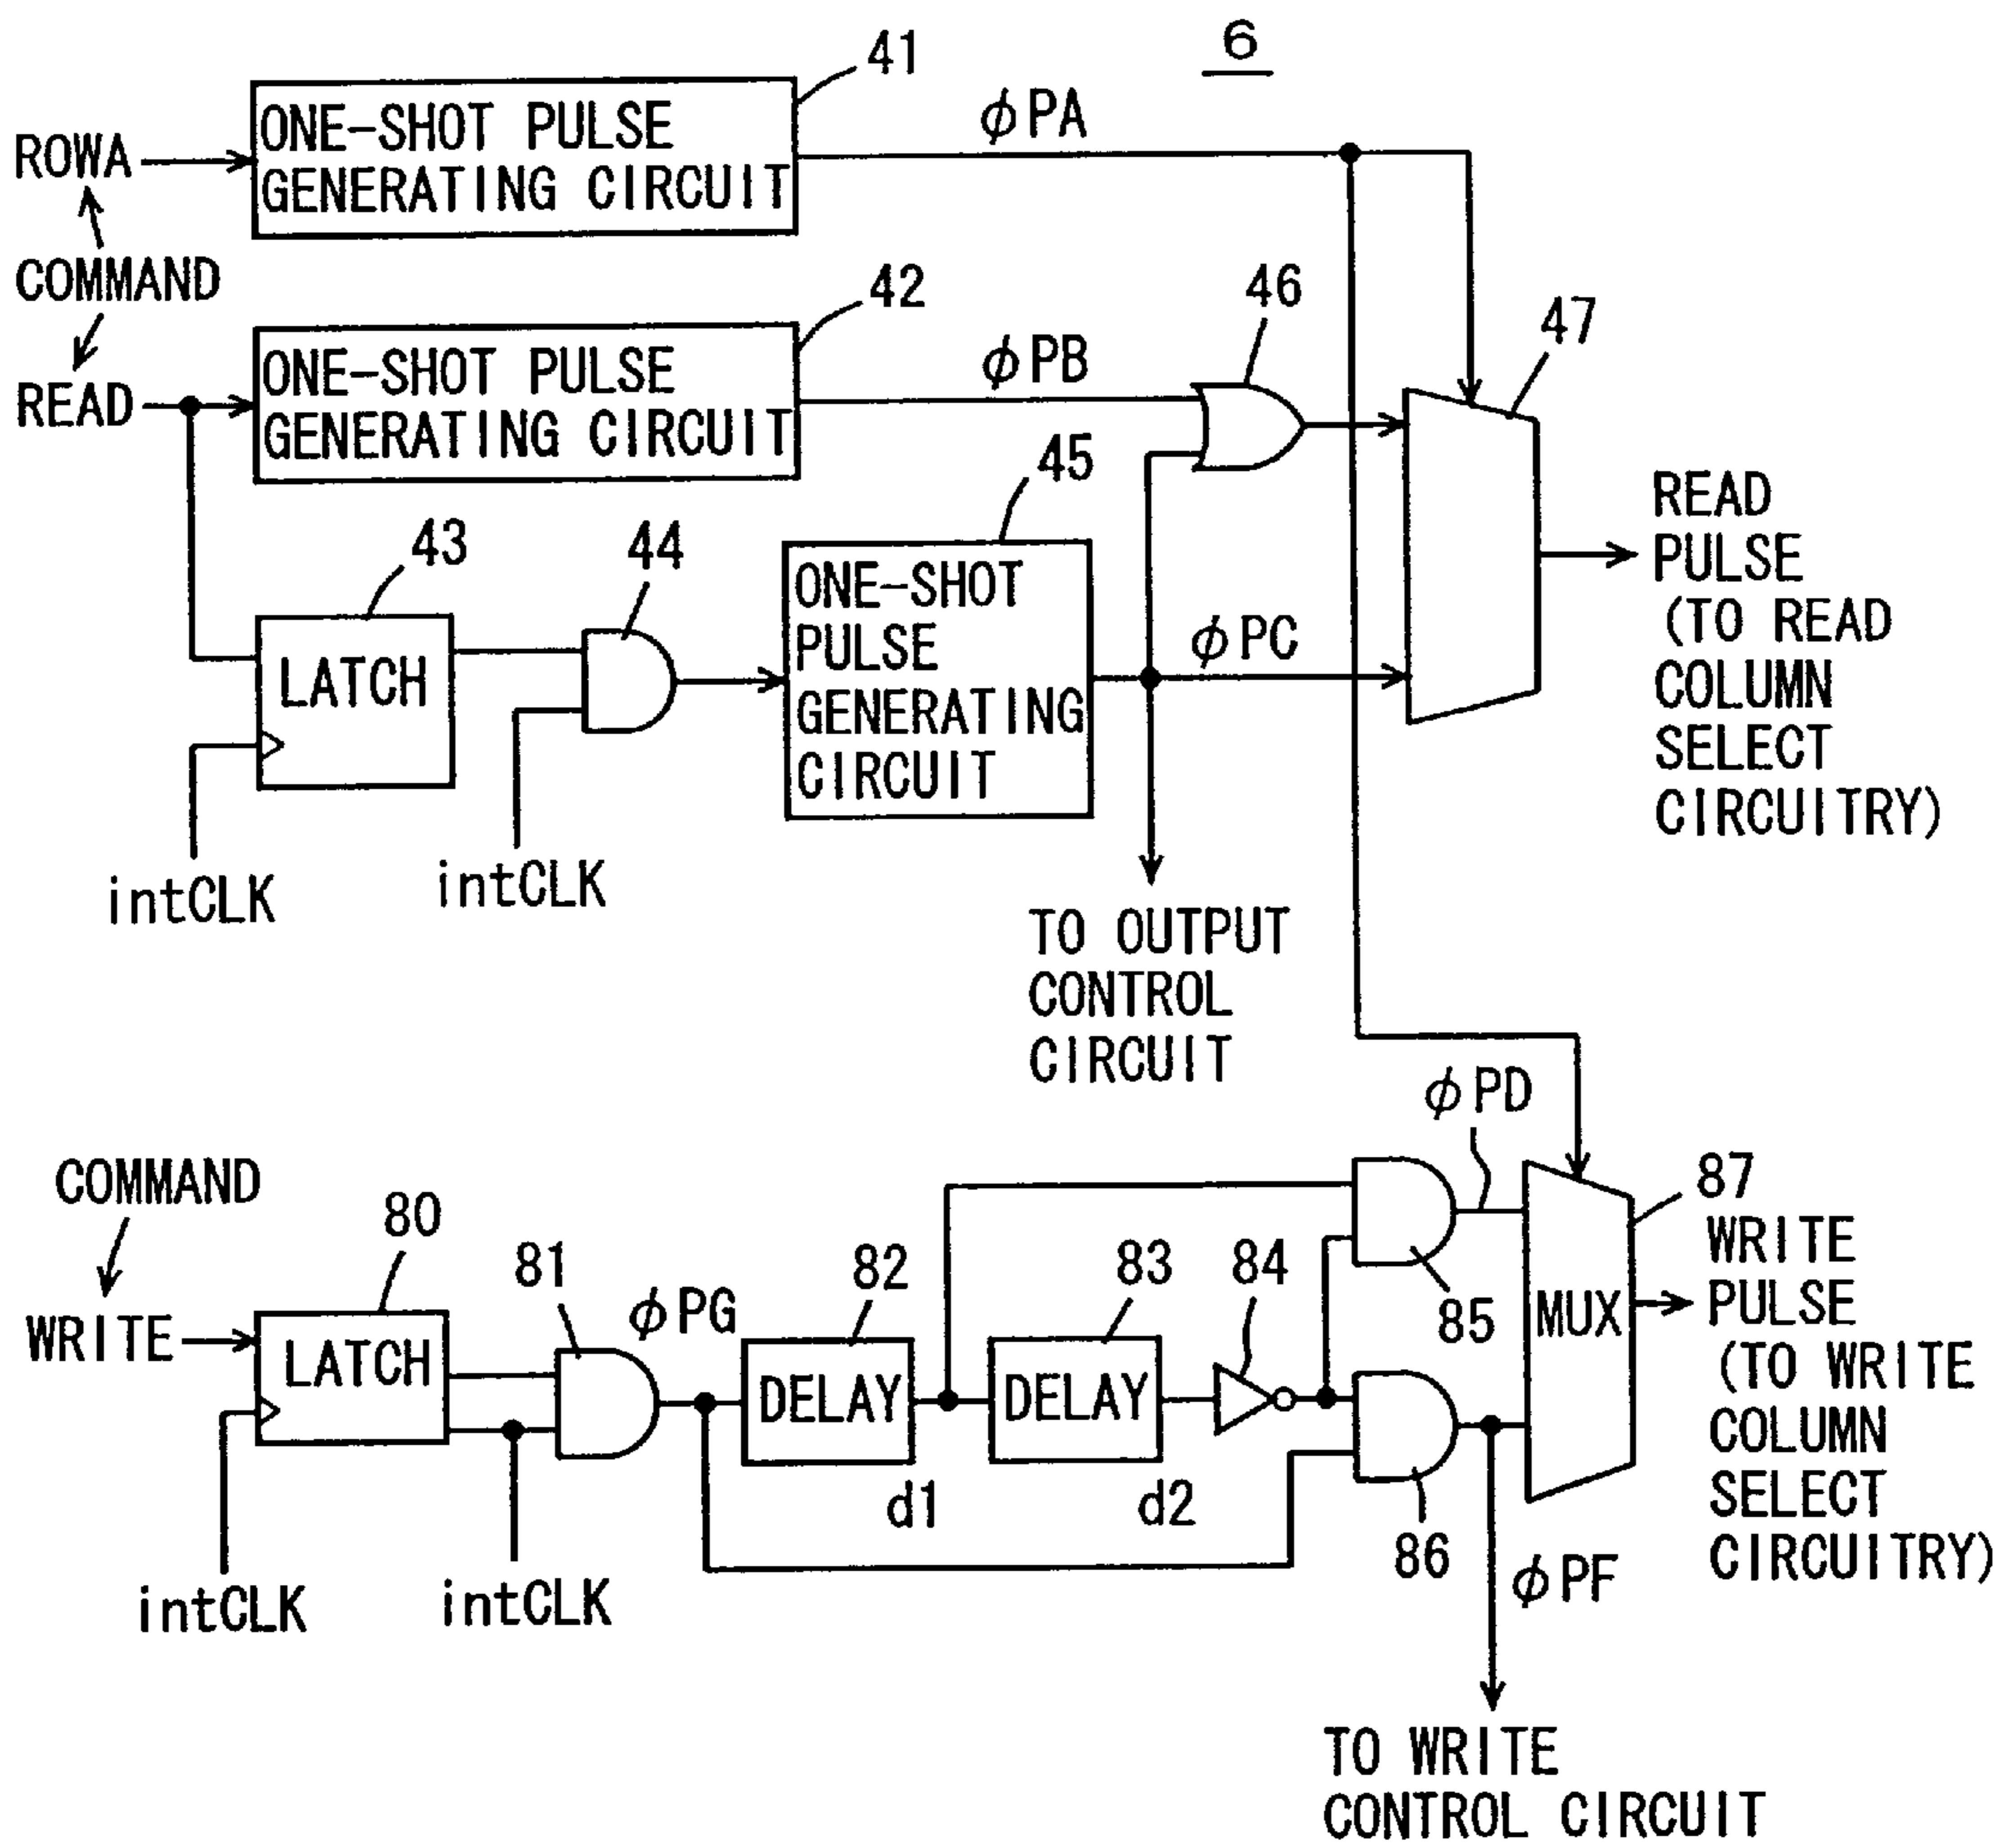 6
41
ONE-SHOT PULSE
GENERATING CIRCUIT
ROWA
φPA
COMMAND
42
ONE-SHOT PULSE
GENERATING CIRCUIT
READ
φPB
46
47
43
LATCH
44
45
ONE-SHOT
PULSE
GENERATING
CIRCUIT
φPC
READ
PULSE
(TO READ
COLUMN
SELECT
CIRCUITRY)
intCLK
intCLK
TO OUTPUT
CONTROL
CIRCUIT
φPD
COMMAND
WRITE
80
LATCH
81
φPG
82
DELAY
d1
83
DELAY
d2
84
85
86
MUX
87
WRITE
PULSE
(TO WRITE
COLUMN
SELECT
CIRCUITRY)
intCLK
intCLK
φPF
TO WRITE
CONTROL CIRCUIT